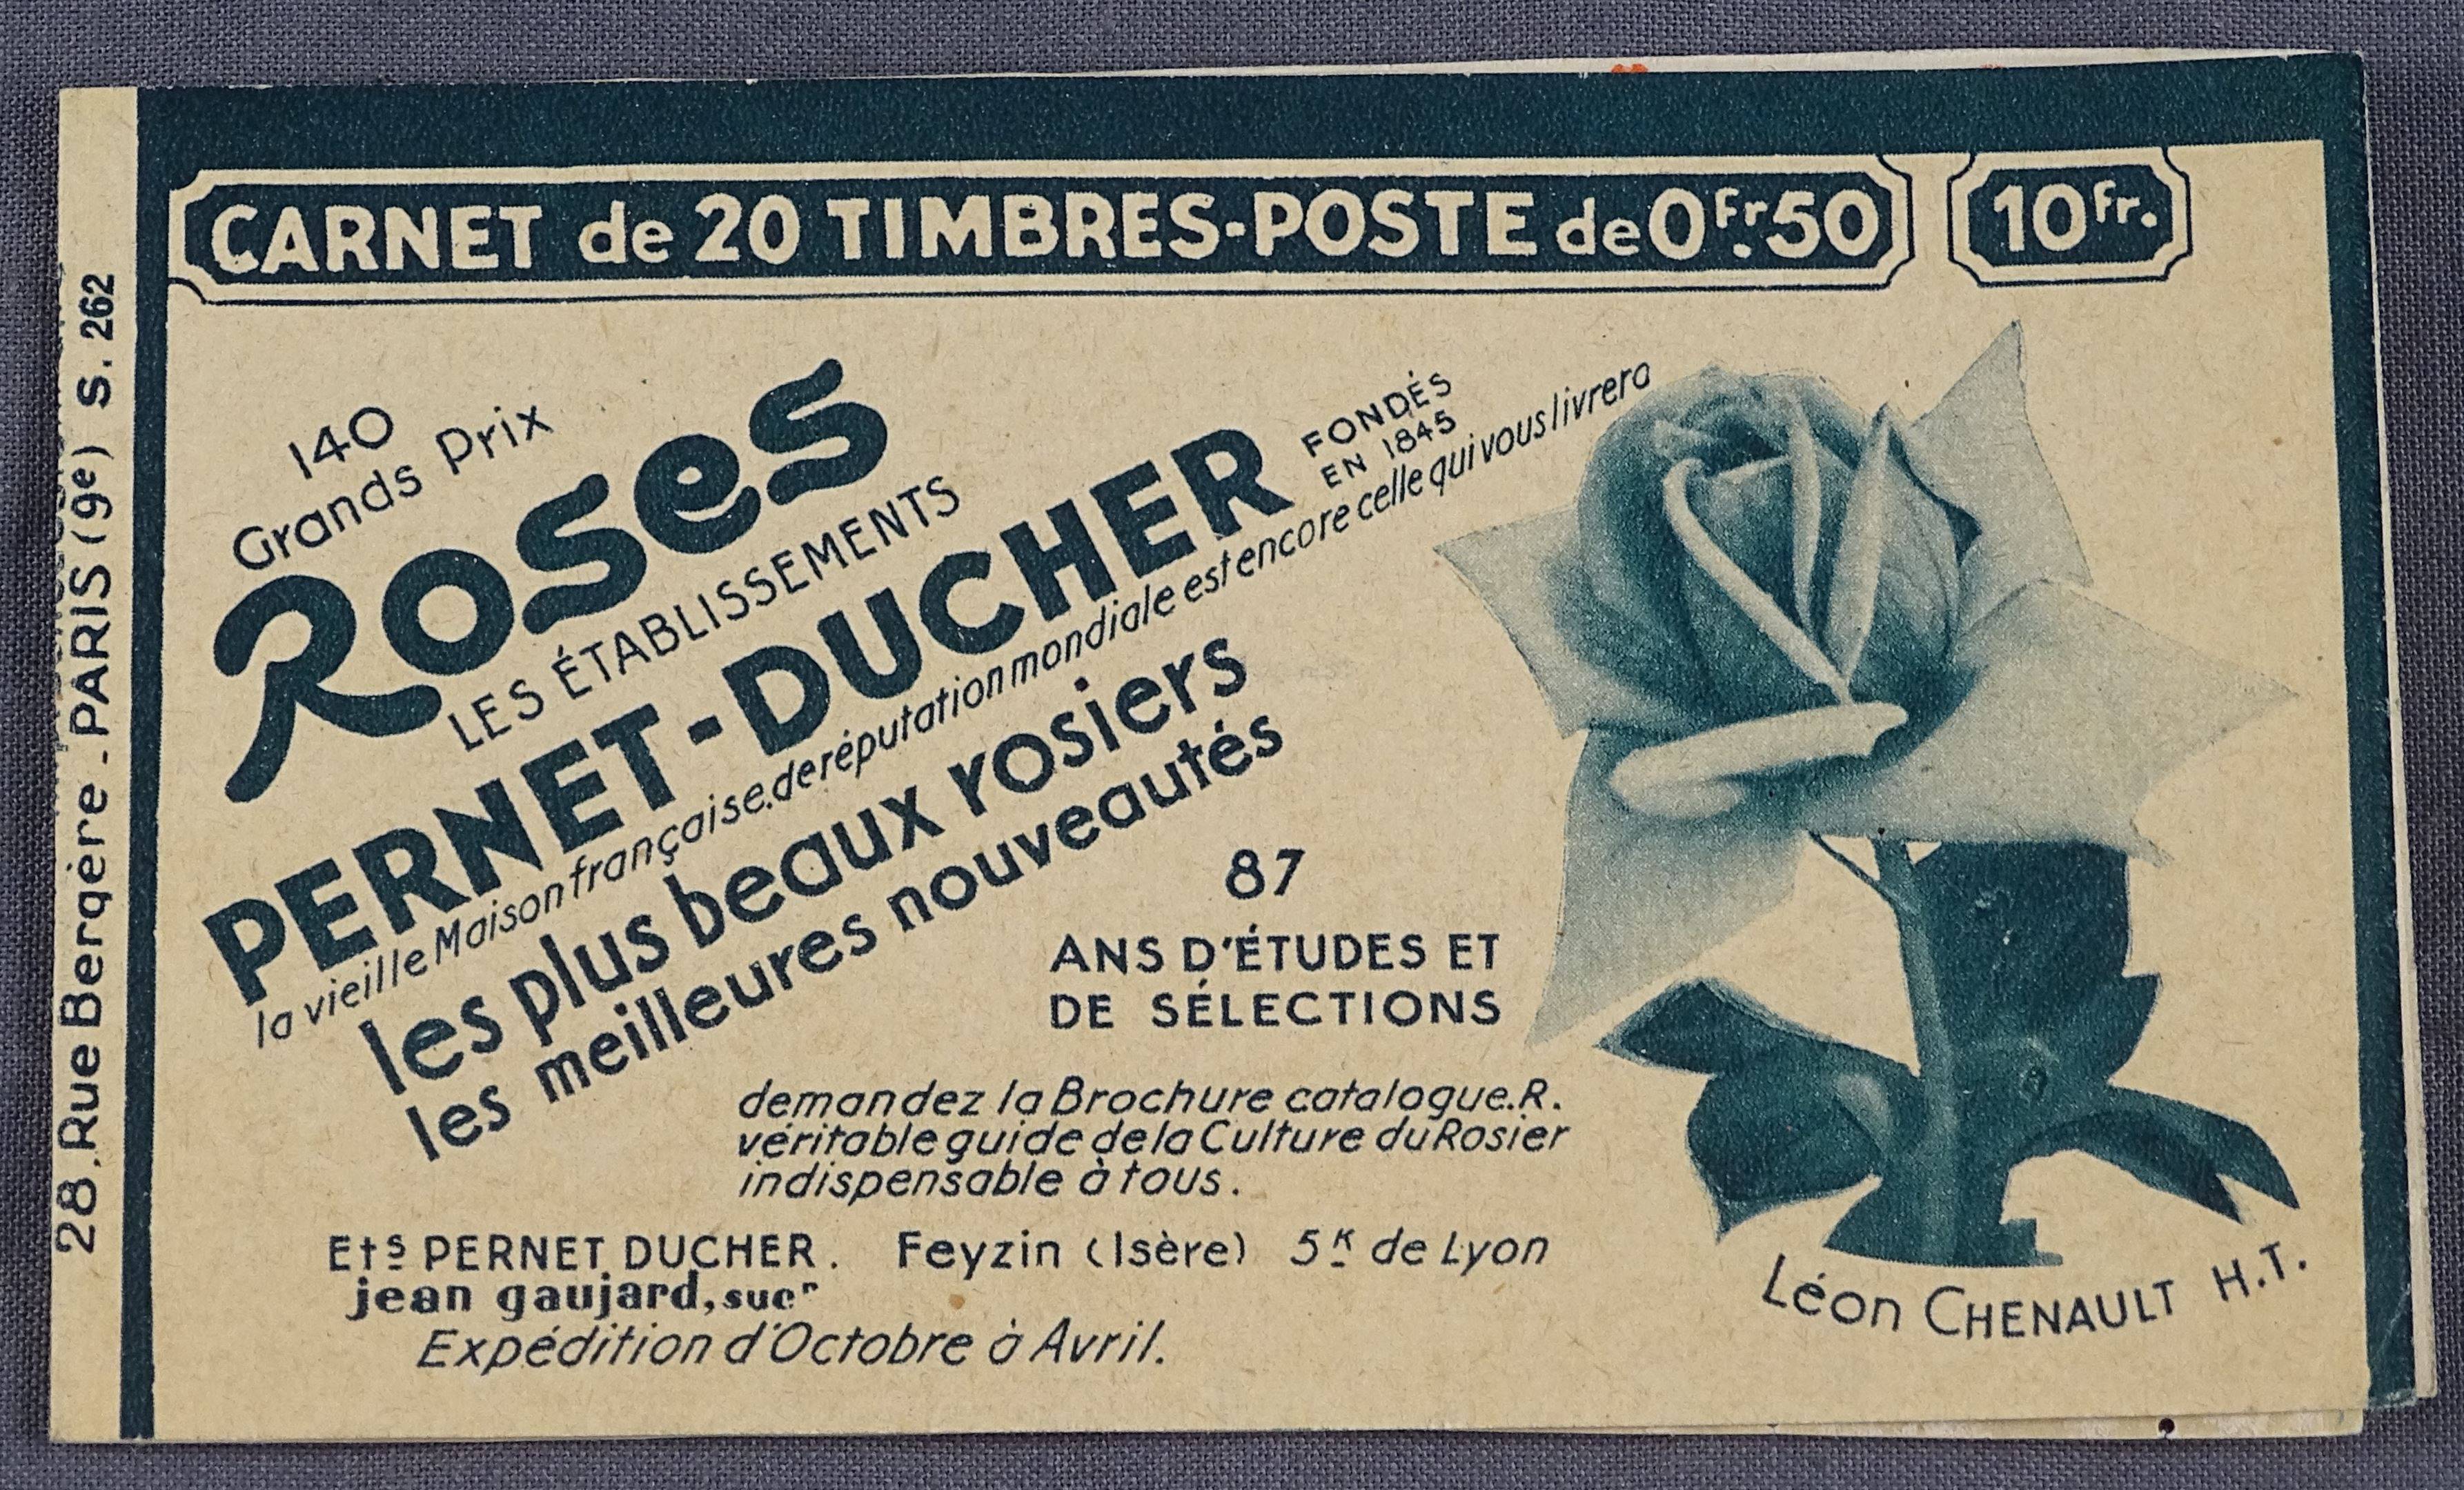 CARNET de 20 TIMBRES-POSTE de 0Fr.50
10fr.
140
Grands Prix
Roses
LES ÉTABLISSEMENTS
PERNET-DUCHER
FONDÉS
EN 1845
la vieille Maison française.de réputation mondiale est encore celle qui vous livrera
les plus beaux rosiers
les meilleures nouveautés
87
ANS D'ÉTUDES ET
DE SÉLECTIONS
demandez la Brochure catalogue.R.
véritable guide de la Culture du Rosier
indispensable à tous.
Ets PERNET DUCHER. Feyzin (Isère) 5K de Lyon
jean gaujard, sucr
Expédition d'Octobre à Avril.
Léon CHENAULT H.T.
28.Rue Bergère_PARIS (9e) S. 262